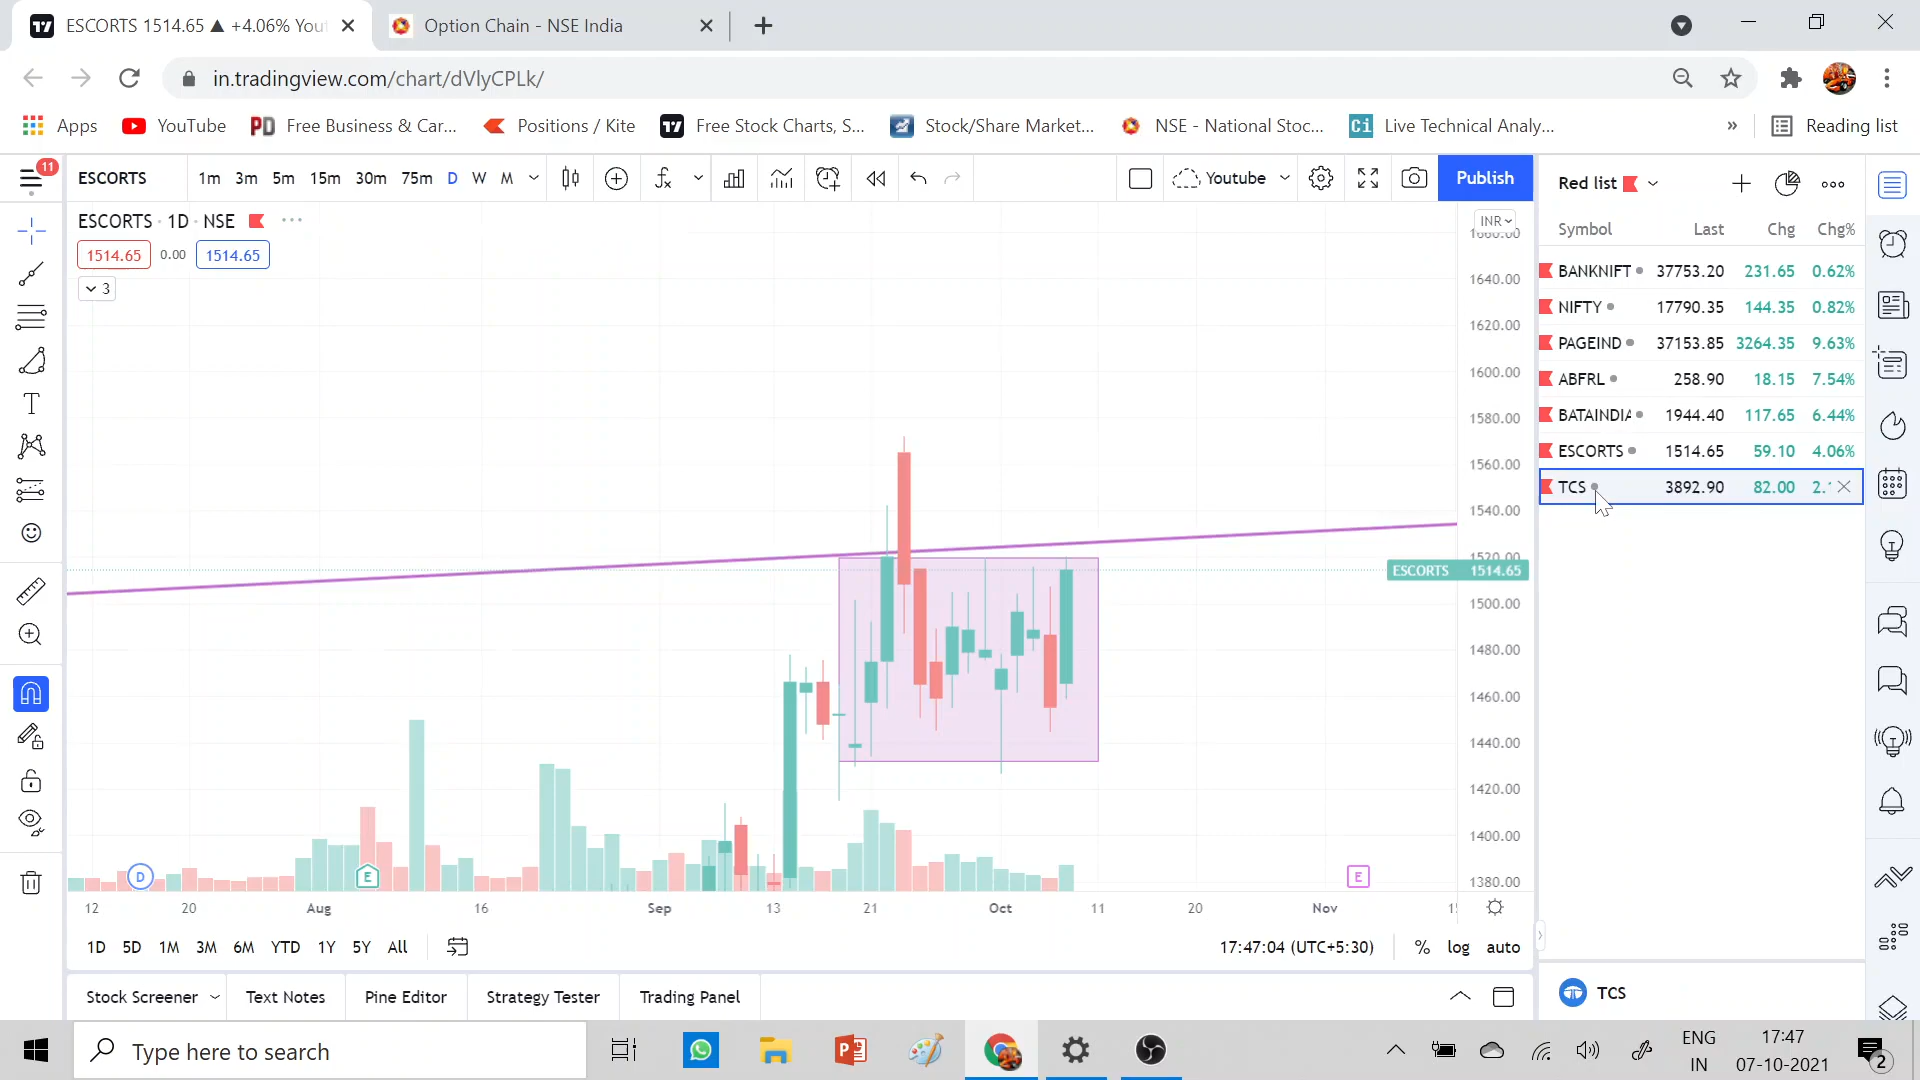 ESCORTS 1514.65 ▲ +4.06% You
Option Chain - NSE India
in.tradingview.com/chart/dVlyCPLk/
Apps
YouTube
PD Free Business & Car...
Positions / Kite
Free Stock Charts, S...
Stock/Share Market...
NSE - National Stoc...
Ci Live Technical Analy...
»
Reading list
11
ESCORTS
1m 3m 5m 15m 30m 75m D W M
Youtube
Publish
Red list
ESCORTS · 1D · NSE
1514.65 0.00 1514.65
3
INR
1660.00
1640.00
1620.00
1600.00
1580.00
1560.00
1540.00
1520.00
ESCORTS 1514.65
1500.00
1480.00
1460.00
1440.00
1420.00
1400.00
1380.00
D
E
E
12 20 Aug 16 Sep 13 21 Oct 11 20 Nov
Symbol Last Chg Chg%
BANKNIFT 37753.20 231.65 0.62%
NIFTY 17790.35 144.35 0.82%
PAGEIND 37153.85 3264.35 9.63%
ABFRL 258.90 18.15 7.54%
BATAINDIA 1944.40 117.65 6.44%
ESCORTS 1514.65 59.10 4.06%
TCS 3892.90 82.00 2.
1D 5D 1M 3M 6M YTD 1Y 5Y All
17:47:04 (UTC+5:30) % log auto
Stock Screener Text Notes Pine Editor Strategy Tester Trading Panel
TCS
Type here to search
ENG
IN
17:47
07-10-2021
2